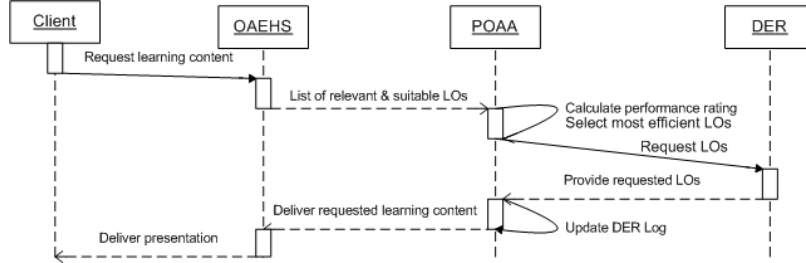 Client
OAEHS
POAA
DER
Request learning content
List of relevant & suitable LOs
Calculate performance rating
Select most efficient LOs
Request LOs
Provide requested LOs
Deliver requested learning content
Update DER Log
Deliver presentation